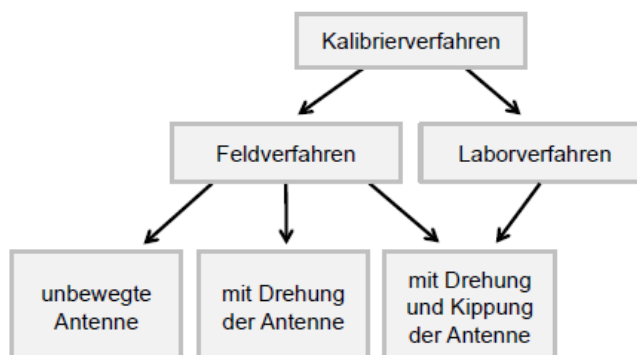 Kalibrierverfahren
Feldverfahren
Laborverfahren
unbewegte
Antenne
mit Drehung
der Antenne
mit Drehung
und Kippung
der Antenne